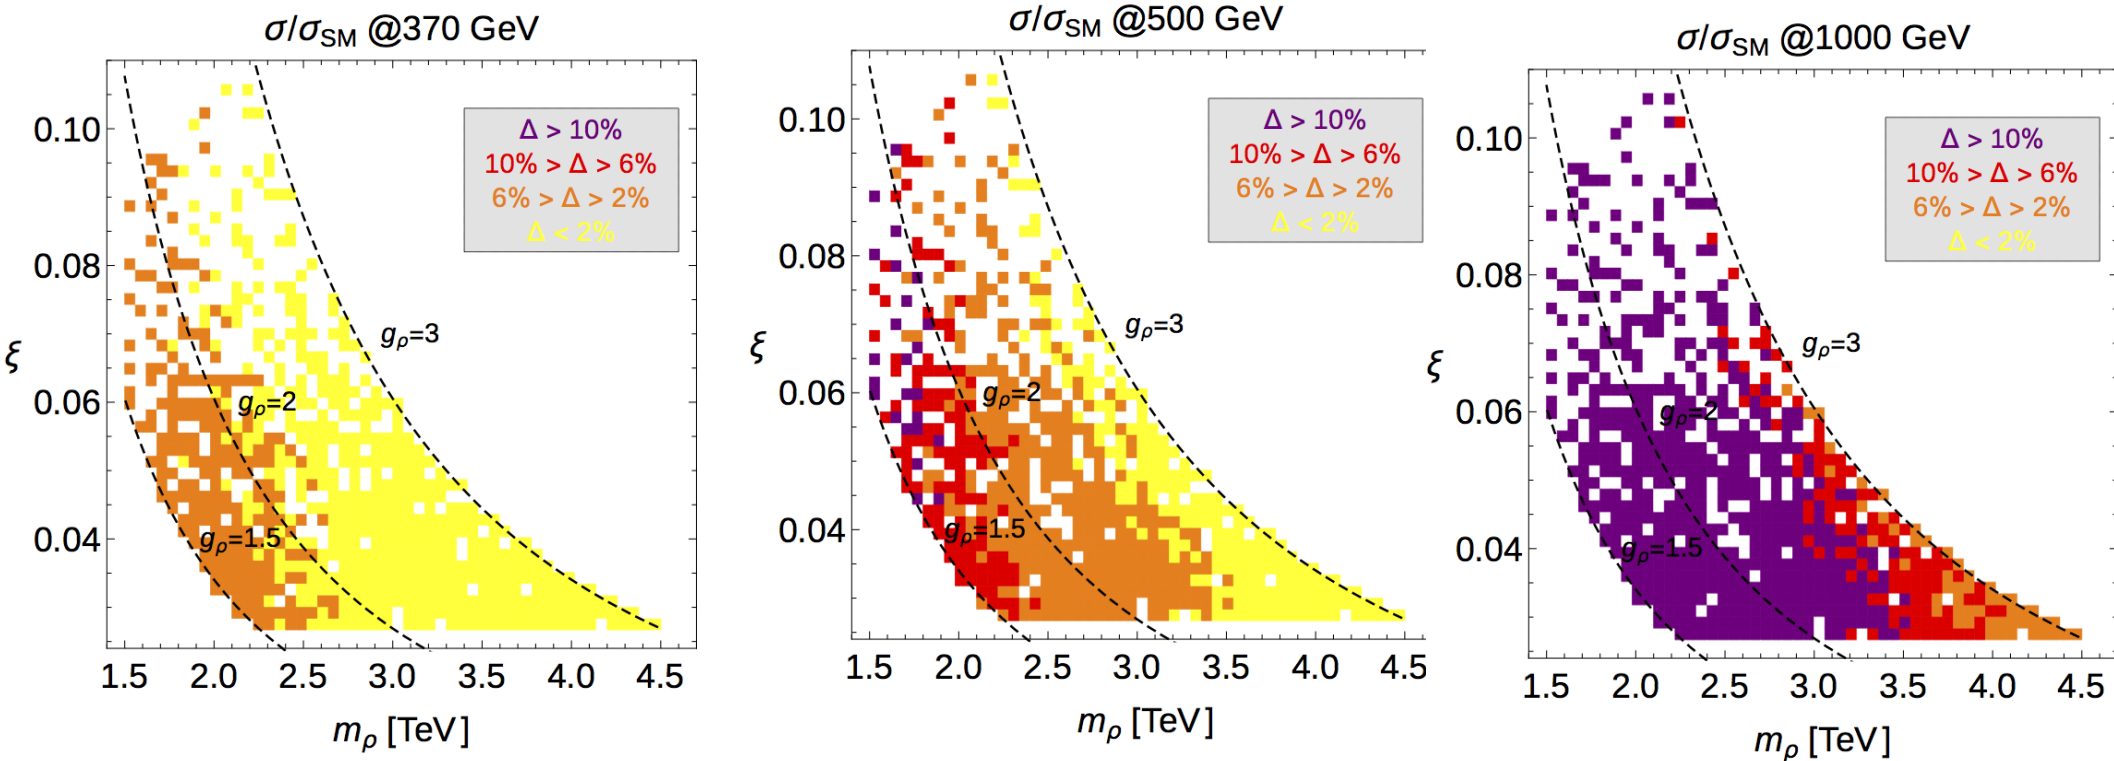 σ/σSM @370 GeV
Δ > 10%
10% > Δ > 6%
6% > Δ > 2%
Δ < 2%
0.10
0.08
0.06
0.04
ξ
gρ=3
gρ=2
gρ=1.5
1.5 2.0 2.5 3.0 3.5 4.0 4.5
mρ [TeV]
σ/σSM @500 GeV
Δ > 10%
10% > Δ > 6%
6% > Δ > 2%
Δ < 2%
0.10
0.08
0.06
0.04
ξ
gρ=3
gρ=2
gρ=1.5
1.5 2.0 2.5 3.0 3.5 4.0 4.5
mρ [TeV]
σ/σSM @1000 GeV
Δ > 10%
10% > Δ > 6%
6% > Δ > 2%
Δ < 2%
0.10
0.08
0.06
0.04
ξ
gρ=3
gρ=2
gρ=1.5
1.5 2.0 2.5 3.0 3.5 4.0 4.5
mρ [TeV]